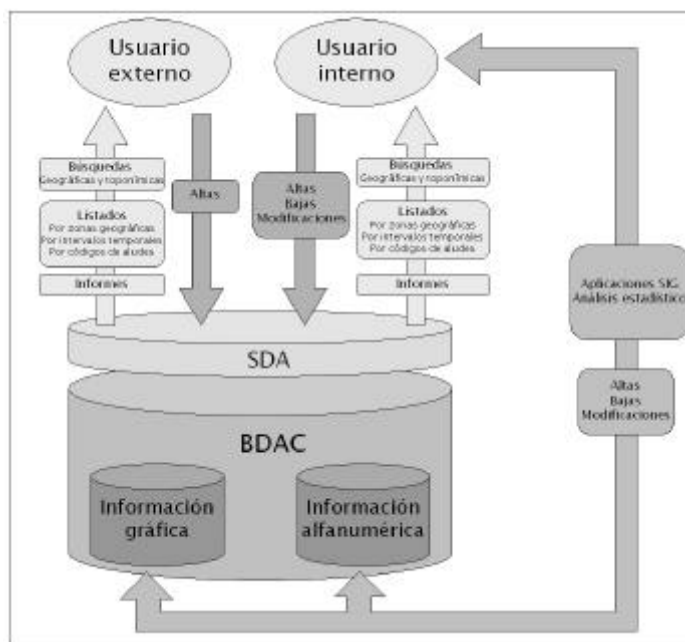 Usuario
externo
Usuario
interno
Búsquedas
Geográficas y toponímicas
Listados
Por zonas geográficas
Por intervalos temporales
Por códigos de aludes
Informes
Altas
Altas
Bajas
Modificaciones
Búsquedas
Geográficas y toponímicas
Listados
Por zonas geográficas
Por intervalos temporales
Por códigos de aludes
Informes
Aplicaciones SIG
Análisis estadístico
Altas
Bajas
Modificaciones
SDA
BDAC
Información
gráfica
Información
alfanumérica